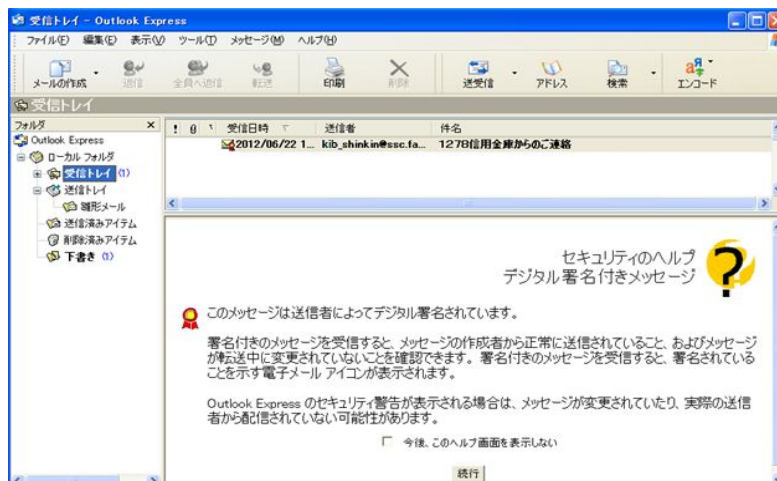 受信トレイ - Outlook Express
ファイル(F) 編集(E) 表示(V) ツール(T) メッセージ(M) ヘルプ(H)
メールの作成 返信 全員へ返信 転送 印刷 削除 送受信 アドレス 検索 エンコード
受信トレイ
フォルダ ×
Outlook Express
ローカル フォルダ
受信トレイ (1)
送信トレイ
雛形メール
送信済みアイテム
削除済みアイテム
下書き (1)
! 受信日時 送信者 件名
2012/06/22 1... kib_shinkin@ssc.fa... 1278信用金庫からのご連絡
セキュリティのヘルプ
デジタル署名付きメッセージ
このメッセージは送信者によってデジタル署名されています。
署名付きのメッセージを受信すると、メッセージの作成者から正常に送信されていること、およびメッセージ
が転送中に変更されていないことを確認できます。署名付きのメッセージを受信すると、署名されている
ことを示す電子メール アイコンが表示されます。
Outlook Express のセキュリティ警告が表示される場合は、メッセージが変更されていたり、実際の送信
者から配信されていない可能性があります。
今後、このヘルプ画面を表示しない
続行